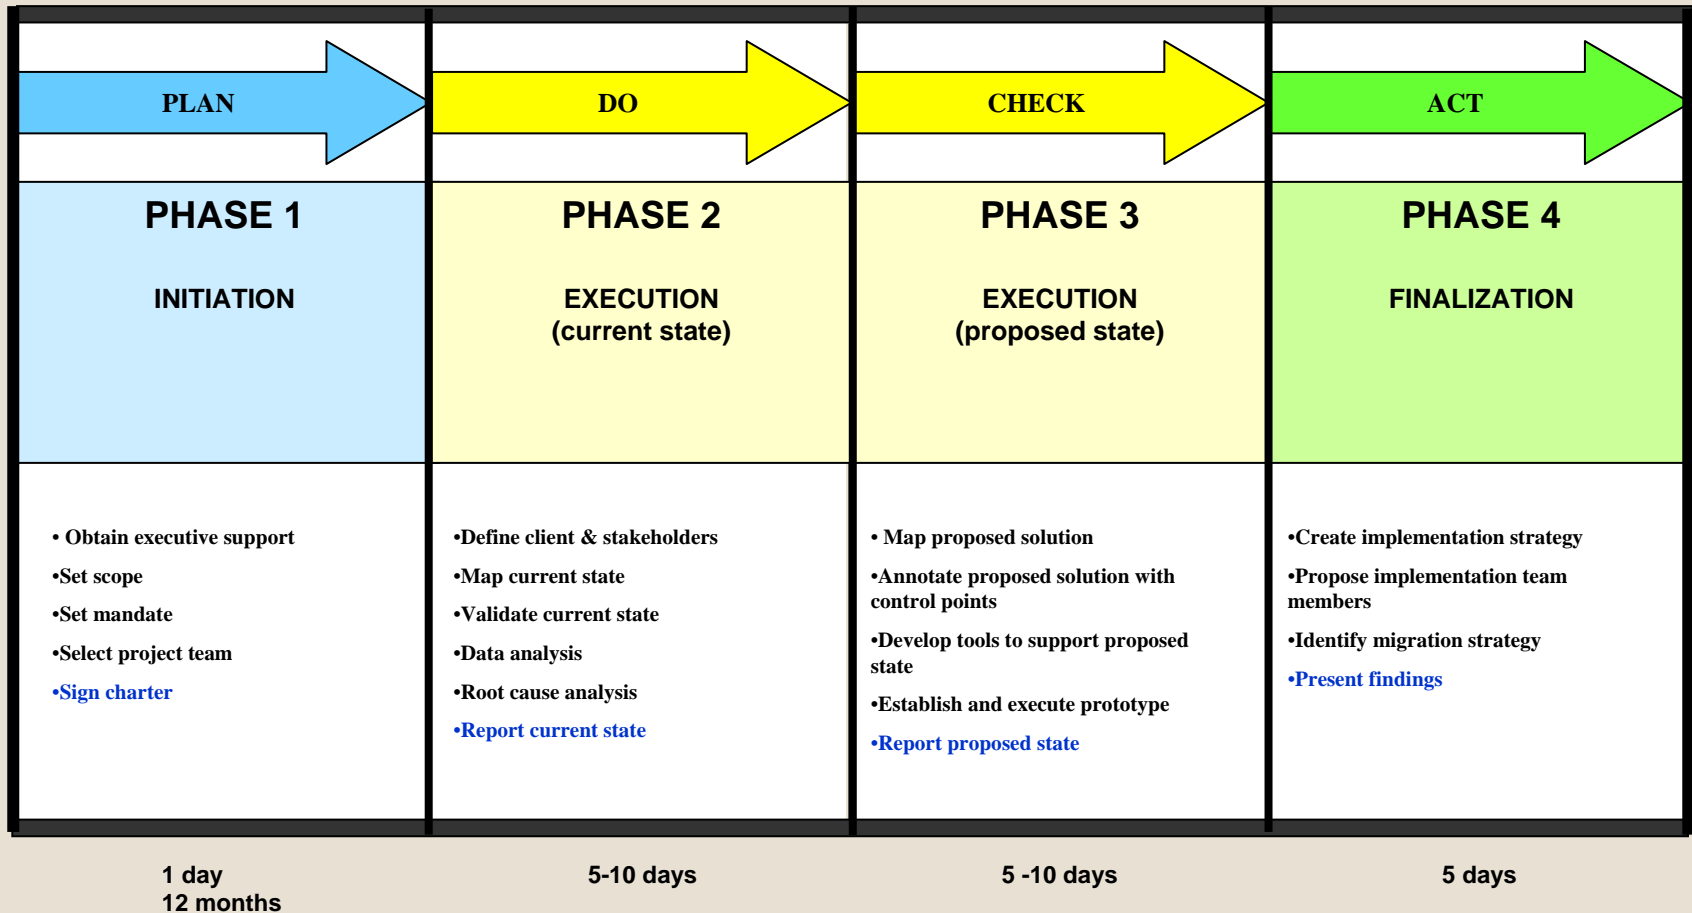 PLAN
DO
CHECK
ACT
PHASE 1
INITIATION
PHASE 2
EXECUTION
(current state)
PHASE 3
EXECUTION
(proposed state)
PHASE 4
FINALIZATION
• Obtain executive support
•Set scope
•Set mandate
•Select project team
•Sign charter
•Define client & stakeholders
•Map current state
•Validate current state
•Data analysis
•Root cause analysis
•Report current state
• Map proposed solution
•Annotate proposed solution with
control points
•Develop tools to support proposed
state
•Establish and execute prototype
•Report proposed state
•Create implementation strategy
•Propose implementation team
members
•Identify migration strategy
•Present findings
1 day
12 months
5-10 days
5 -10 days
5 days